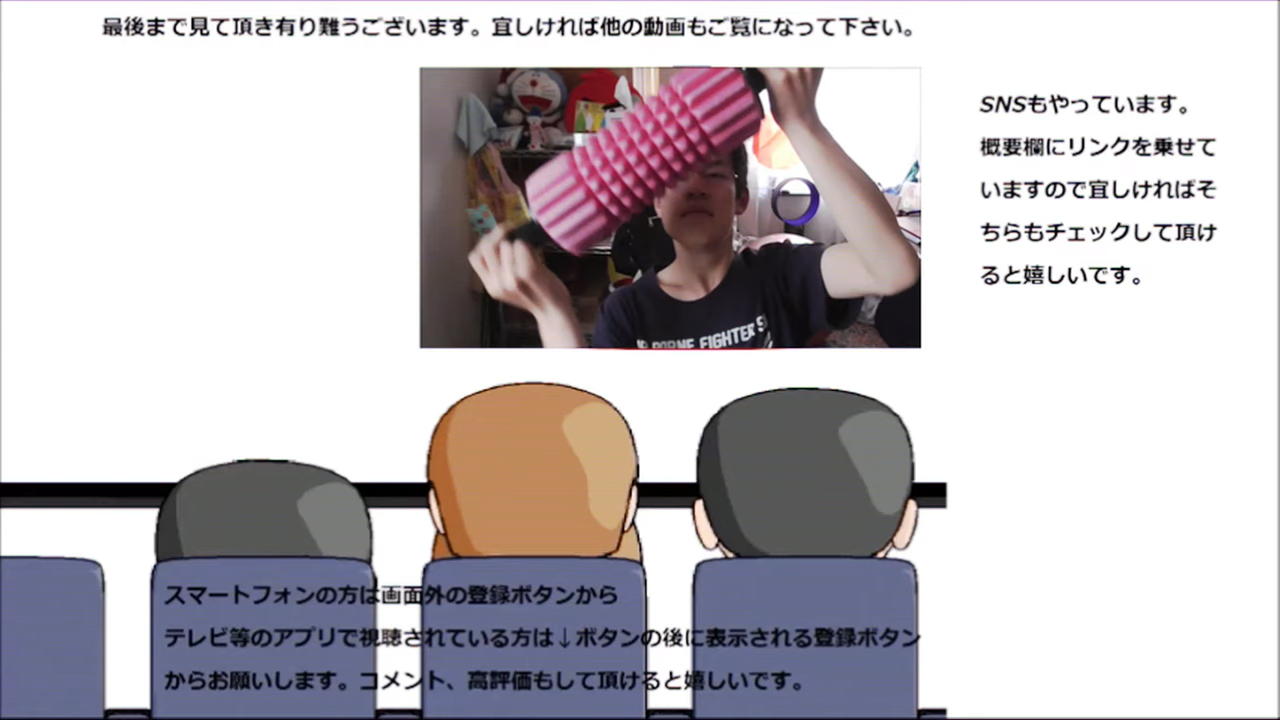 最後まで見て頂き有り難うございます。宜しければ他の動画もご覧になって下さい。
SNSもやっています。
概要欄にリンクを乗せて
いますので宜しければそ
ちらもチェックして頂け
ると嬉しいです。
FIGHTER
スマートフォンの方は画面外の登録ボタンから
テレビ等のアプリで視聴されている方は↓ボタンの後に表示される登録ボタン
からお願いします。コメント、高評価もして頂けると嬉しいです。